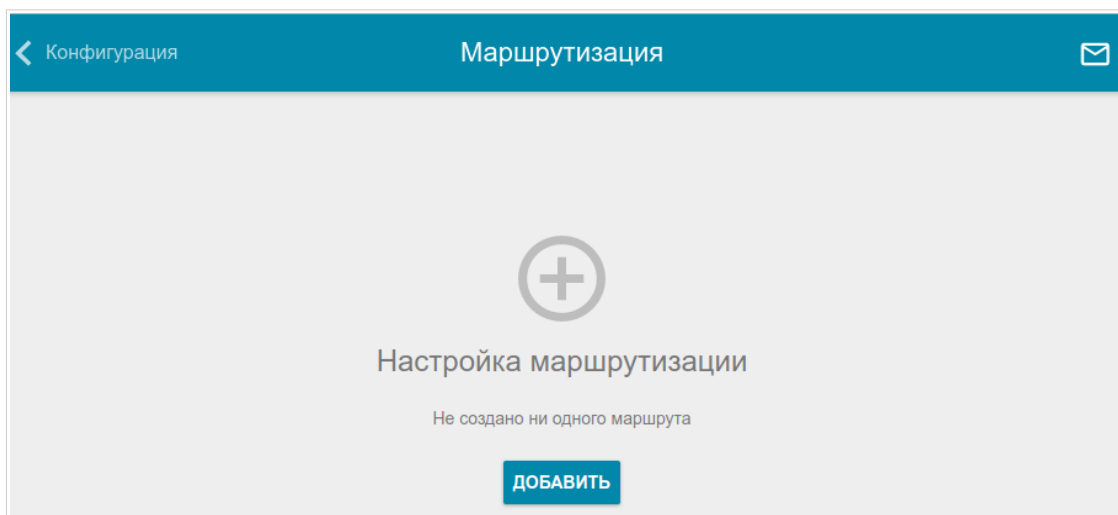 Конфигурация
Маршрутизация
Настройка маршрутизации
Не создано ни одного маршрута
ДОБАВИТЬ